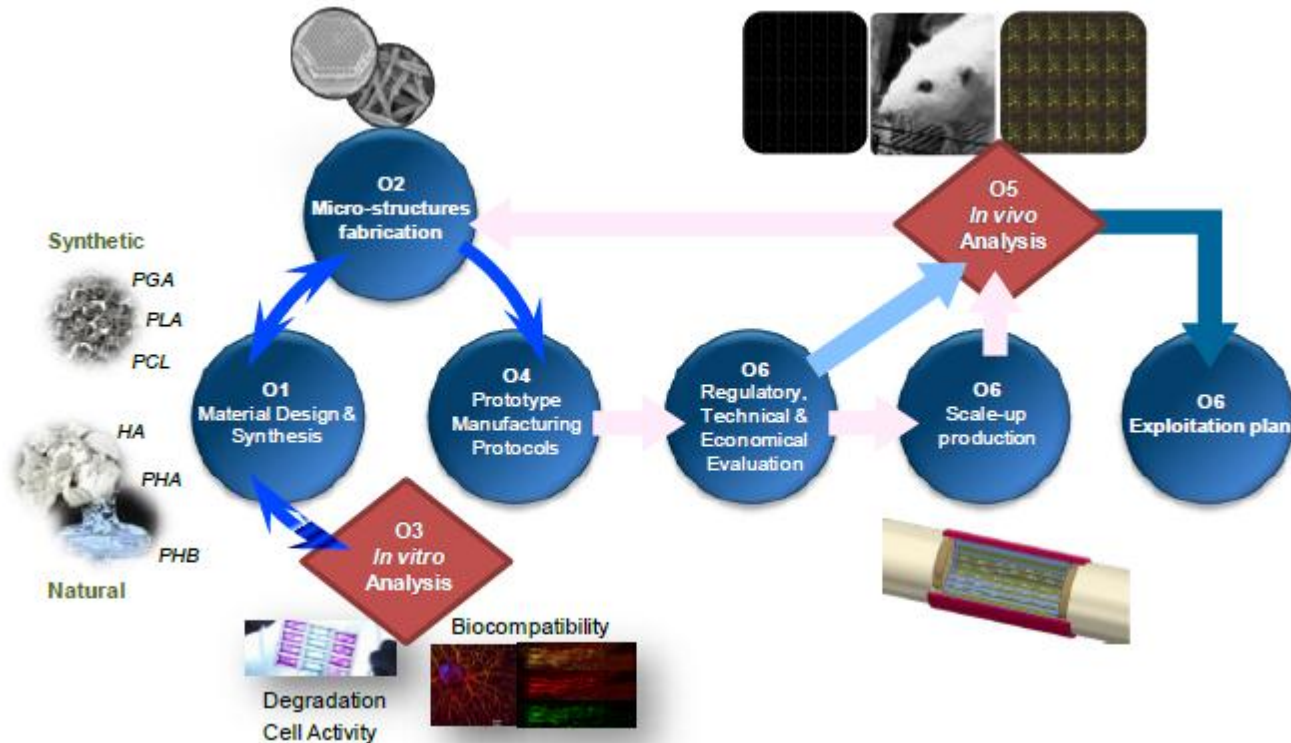 O2
Micro-structures
fabrication
O5
In vivo
Analysis
Synthetic
PGA
PLA
PCL
O1
Material Design &
Synthesis
O4
Prototype
Manufacturing
Protocols
O6
Regulatory,
Technical &
Economical
Evaluation
O6
Scale-up
production
O6
Exploitation plan
HA
PHA
PHB
Natural
O3
In vitro
Analysis
Biocompatibility
Degradation
Cell Activity